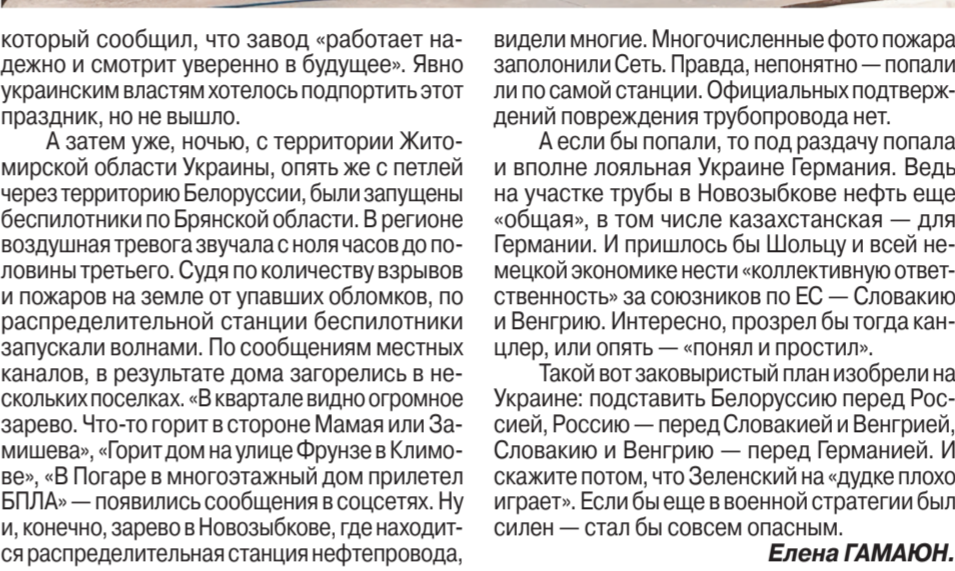 который сообщил, что завод «работает на-
дежно и смотрит уверенно в будущее». Явно
украинским властям хотелось подпортить этот
праздник, но не вышло.
А затем уже, ночью, с территории Жито-
мирской области Украины, опять же с петлей
через территорию Белоруссии, были запущены
беспилотники по Брянской области. В регионе
воздушная тревога звучала с ноля часов до по-
ловины третьего. Судя по количеству взрывов
и пожаров на земле от упавших обломков, по
распределительной станции беспилотники
запускали волнами. По сообщениям местных
каналов, в результате дома загорелись в не-
скольких поселках. «В квартале видно огромное
зарево. Что-то горит в стороне Мамая или За-
мишева», «Горит дом на улице Фрунзе в Климо-
ве», «В Погаре в многоэтажный дом прилетел
БПЛА» — появились сообщения в соцсетях. Ну
и, конечно, зарево в Новозыбкове, где находит-
ся распределительная станция нефтепровода,
видели многие. Многочисленные фото пожара
заполонили Сеть. Правда, непонятно — попали
ли по самой станции. Официальных подтверж-
дений повреждения трубопровода нет.
А если бы попали, то под раздачу попала
и вполне лояльная Украине Германия. Ведь
на участке трубы в Новозыбкове нефть еще
«общая», в том числе казахстанская — для
Германии. И пришлось бы Шольцу и всей не-
мецкой экономике нести «коллективную ответ-
ственность» за союзников по ЕС — Словакию
и Венгрию. Интересно, прозрел бы тогда кан-
цлер, или опять — «понял и простил».
Такой вот заковыристый план изобрели на
Украине: подставить Белоруссию перед Рос-
сией, Россию — перед Словакией и Венгрией,
Словакию и Венгрию — перед Германией. И
скажите потом, что Зеленский на «дудке плохо
играет». Если бы еще в военной стратегии был
силен — стал бы совсем опасным.
Елена ГАМАЮН.